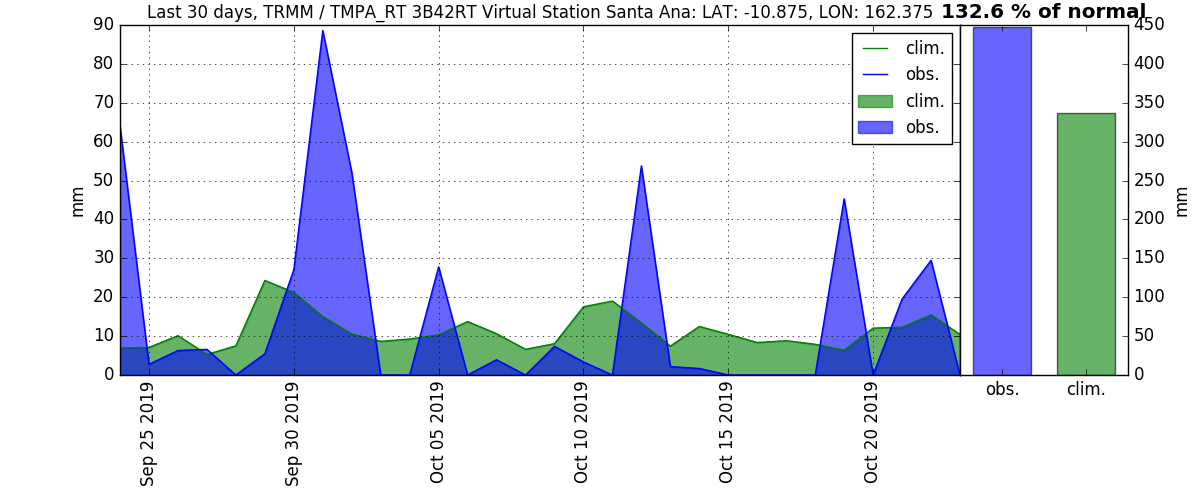 Last 30 days, TRMM / TMPA_RT 3B42RT Virtual Station Santa Ana: LAT: -10.875, LON: 162.375 132.6 % of normal
90
80
70
60
50
40
30
20
10
0
mm
Sep 25 2019
Sep 30 2019
Oct 05 2019
Oct 10 2019
Oct 15 2019
Oct 20 2019
clim.
obs.
clim.
obs.
450
400
350
300
250
200
150
100
50
0
mm
obs. clim.